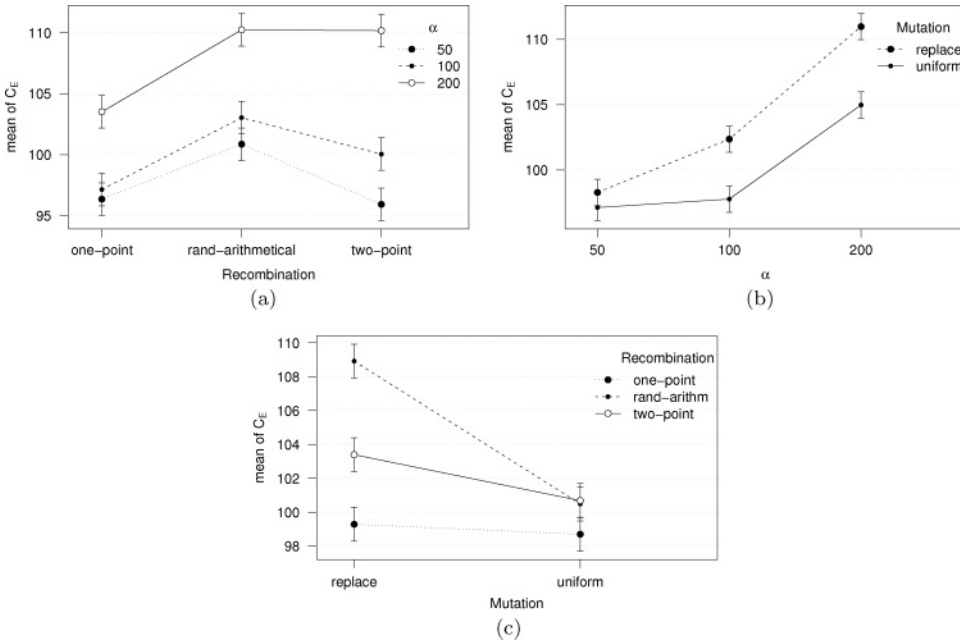 α
50
100
200
110
105
100
95
mean of C_E
one−point
rand−arithmetical
two−point
Recombination
(a)
Mutation
replace
uniform
110
105
100
mean of C_E
50
100
200
α
(b)
Recombination
one−point
rand−arithm
two−point
110
108
106
104
102
100
98
mean of C_E
replace
uniform
Mutation
(c)